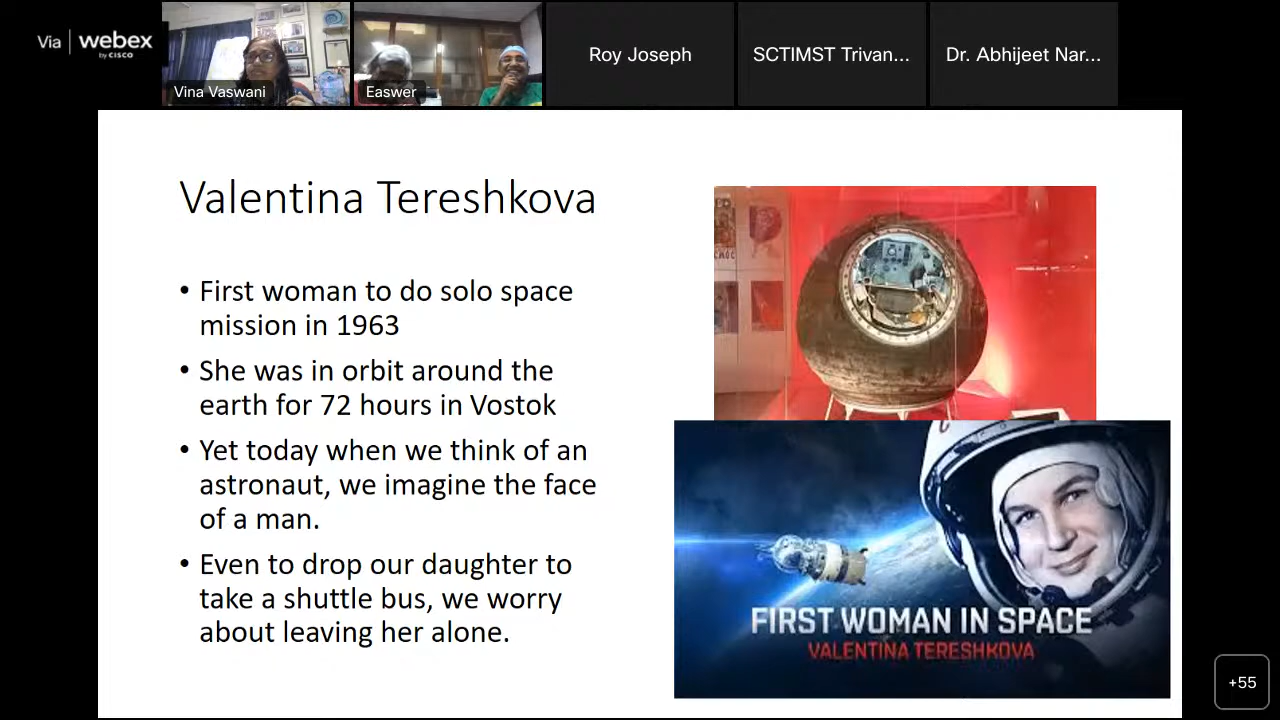 Via | webex
by CISCO
Vina Vaswani
Easwer
Roy Joseph
SCTIMST Trivan...
Dr. Abhijeet Nar...
Valentina Tereshkova
• First woman to do solo space
mission in 1963
• She was in orbit around the
earth for 72 hours in Vostok
• Yet today when we think of an
astronaut, we imagine the face
of a man.
• Even to drop our daughter to
take a shuttle bus, we worry
about leaving her alone.
FIRST WOMAN IN SPACE
VALENTINA TERESHKOVA
+55